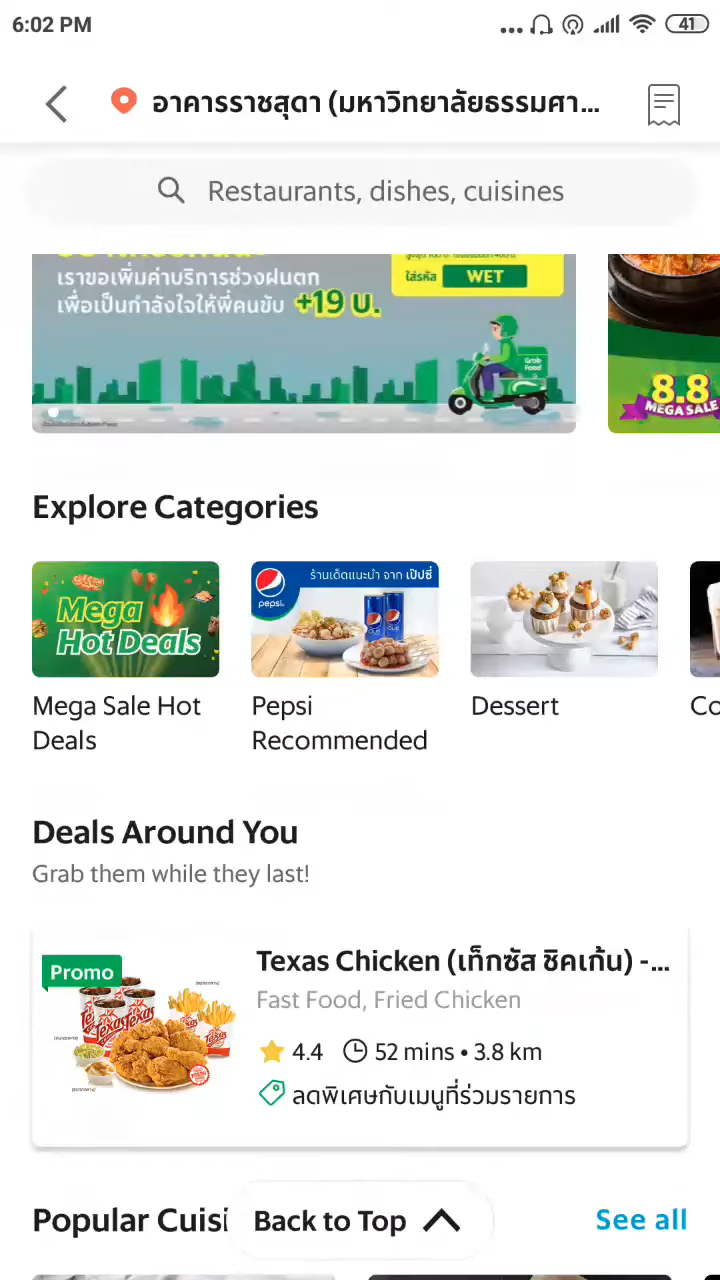 6:02 PM
41
อาคารราชสุดา (มหาวิทยาลัยธรรมศา...
Restaurants, dishes, cuisines
เราขอเพิ่มค่าบริการช่วงฝนตก
เพื่อเป็นกำลังใจให้พี่คนขับ +19 บ.
ใส่รหัส WET
Grab
Food
8.8
MEGA SALE
Explore Categories
Mega
Hot Deals
pepsi
ร้านเด็ดแนะนำ จาก เป๊ปซี่
Mega Sale Hot
Deals
Pepsi
Recommended
Dessert
Co
Deals Around You
Grab them while they last!
Promo
Texas
Texas Chicken (เท็กซัส ชิคเก้น) -...
Fast Food, Fried Chicken
4.4 52 mins • 3.8 km
ลดพิเศษกับเมนูที่ร่วมรายการ
Popular Cuisi
Back to Top
See all